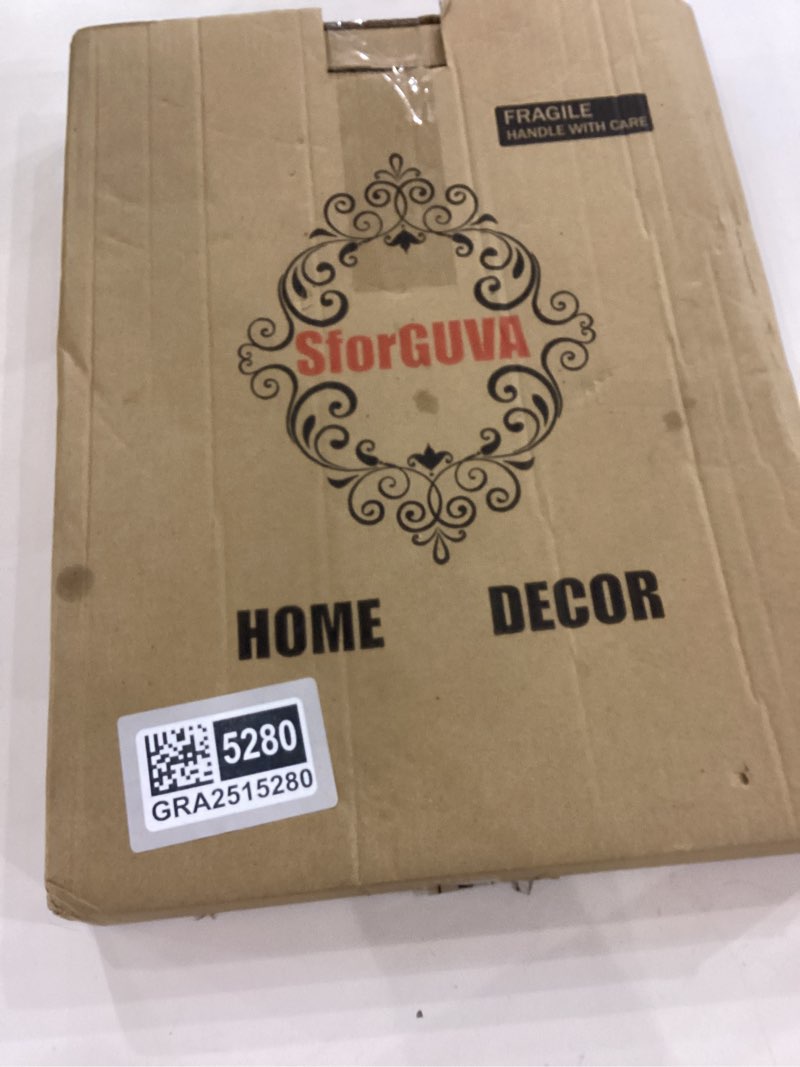 FRAGILE
HANDLE WITH CARE
SforGUVA
HOME DECOR
5280
GRA2515280